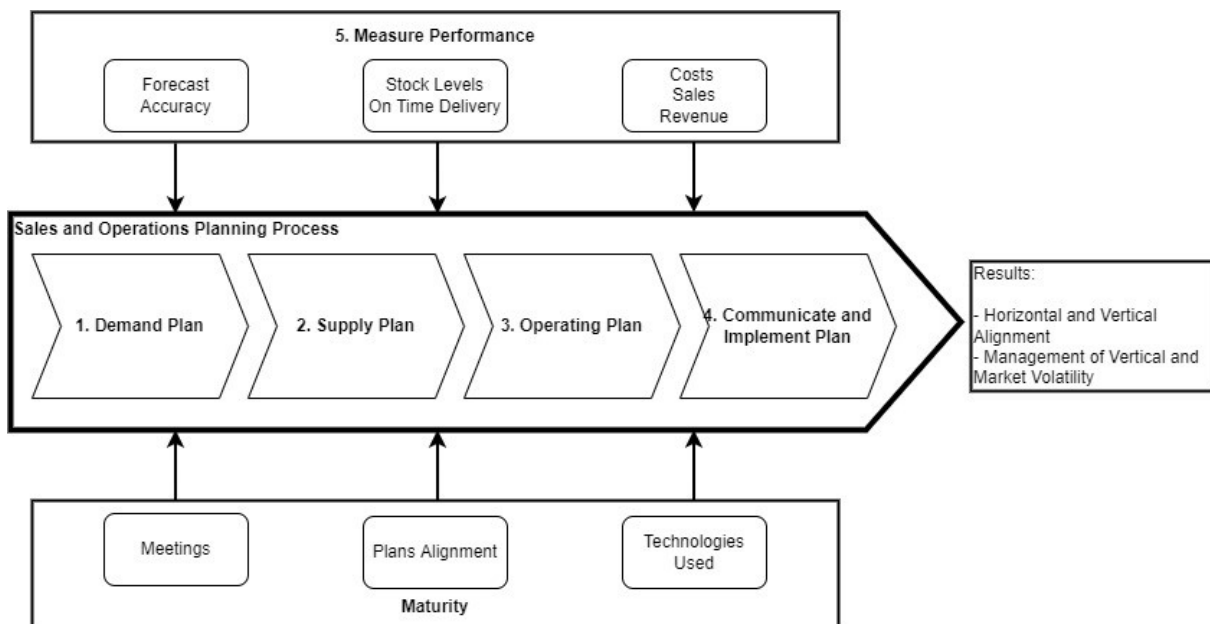 5. Measure Performance
Forecast
Accuracy
Stock Levels
On Time Delivery
Costs
Sales
Revenue
Sales and Operations Planning Process
1. Demand Plan
2. Supply Plan
3. Operating Plan
4. Communicate and
Implement Plan
Results:
- Horizontal and Vertical
Alignment
- Management of Vertical and
Market Volatility
Meetings
Plans Alignment
Technologies
Used
Maturity